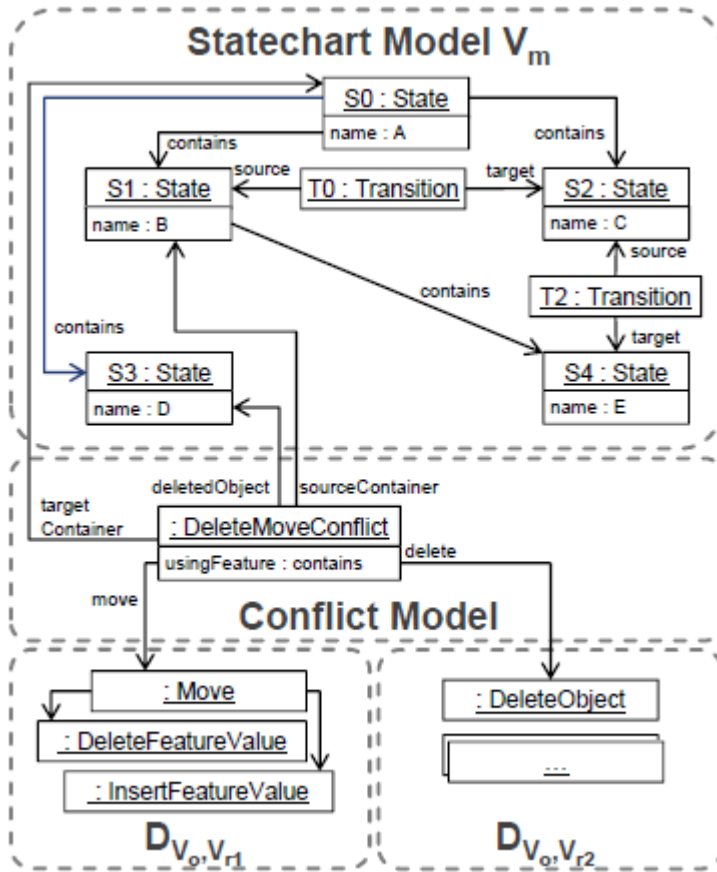 Statechart Model Vm
S0 : State
name : A
contains
contains
source
target
S1 : State
name : B
T0 : Transition
S2 : State
name : C
source
contains
T2 : Transition
target
contains
S3 : State
name : D
S4 : State
name : E
deletedObject
sourceContainer
target
Container
: DeleteMoveConflict
usingFeature : contains
delete
move
Conflict Model
: Move
: DeleteFeatureValue
: InsertFeatureValue
: DeleteObject
...
DVo,Vr1
DVo,Vr2